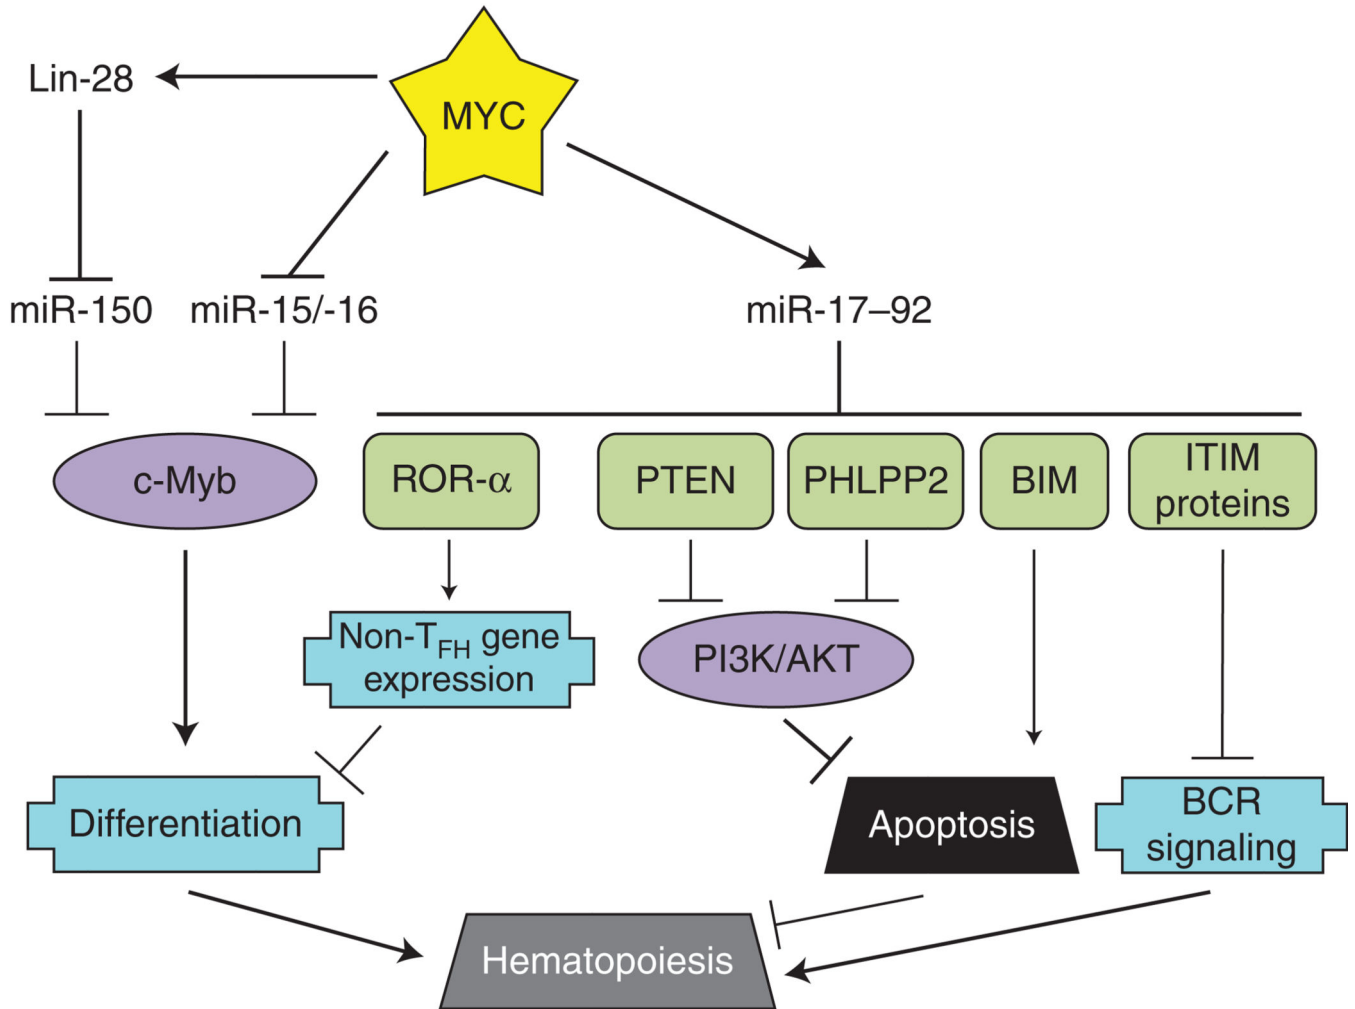 MYC
Lin-28
miR-150
miR-15/-16
miR-17–92
c-Myb
ROR-α
PTEN
PHLPP2
BIM
ITIM
proteins
Non-TFH gene
expression
PI3K/AKT
Differentiation
Apoptosis
BCR
signaling
Hematopoiesis